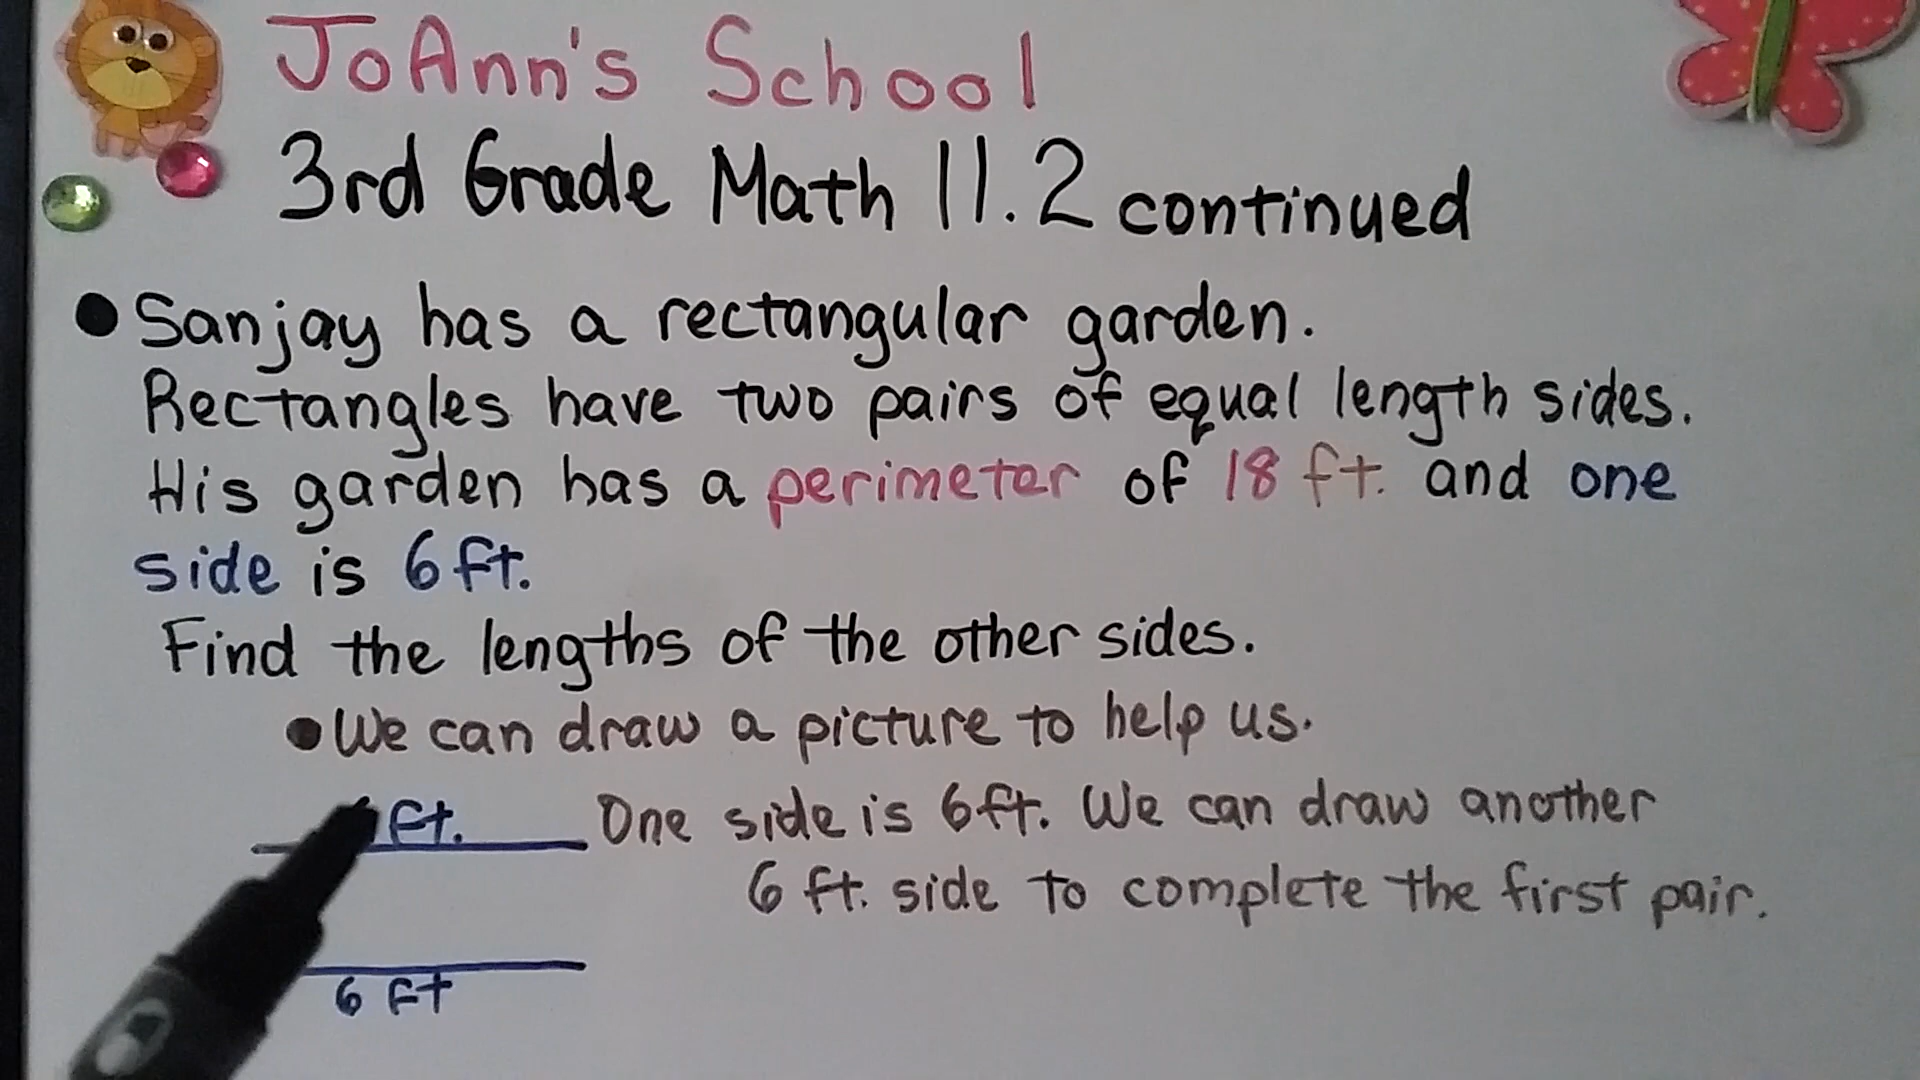 JoAnn's School
3rd Grade Math 11.2 continued
Sanjay has a rectangular garden.
Rectangles have two pairs of equal length sides.
His garden has a perimeter of 18 ft. and one
side is 6 ft.
Find the lengths of the other sides.
We can draw a picture to help us.
ft.
One side is 6 ft. We can draw another
6 ft. side to complete the first pair.
6 ft